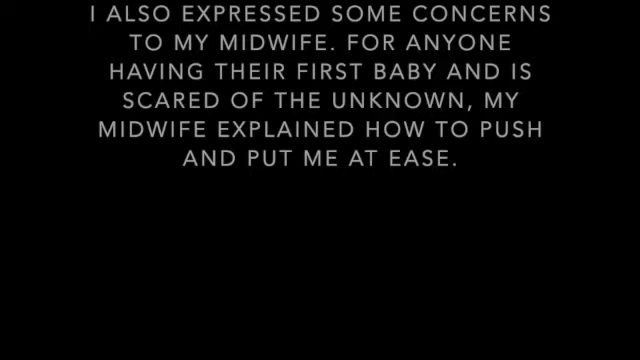 I ALSO EXPRESSED SOME CONCERNS
TO MY MIDWIFE. FOR ANYONE
HAVING THEIR FIRST BABY AND IS
SCARED OF THE UNKNOWN, MY
MIDWIFE EXPLAINED HOW TO PUSH
AND PUT ME AT EASE.